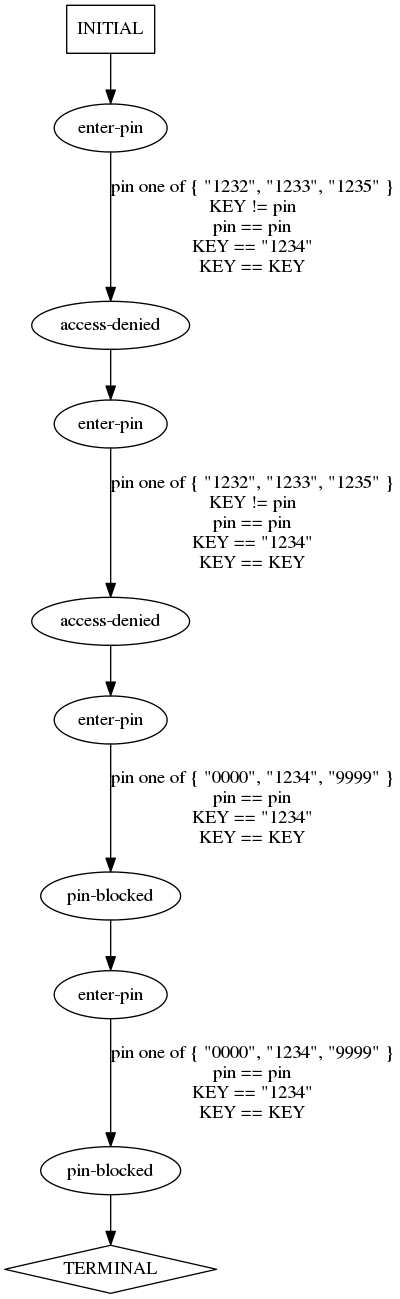 INITIAL
enter-pin
pin one of { "1232", "1233", "1235" }
KEY != pin
pin == pin
KEY == "1234"
KEY == KEY
access-denied
enter-pin
pin one of { "1232", "1233", "1235" }
KEY != pin
pin == pin
KEY == "1234"
KEY == KEY
access-denied
enter-pin
pin one of { "0000", "1234", "9999" }
pin == pin
KEY == "1234"
KEY == KEY
pin-blocked
enter-pin
pin one of { "0000", "1234", "9999" }
pin == pin
KEY == "1234"
KEY == KEY
pin-blocked
TERMINAL